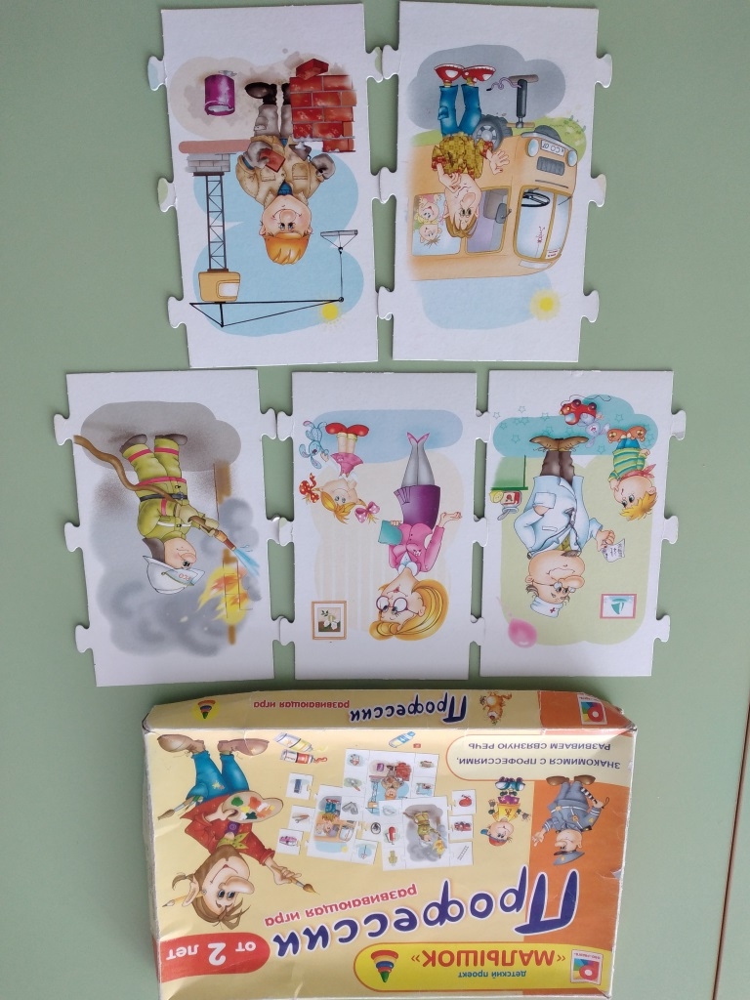 детский проект
«МАЛЫШОК»
от 2 лет
Профессии
развивающая игра
ЗНАКОМИМСЯ С ПРОФЕССИЯМИ,
РАЗВИВАЕМ СВЯЗНУЮ РЕЧЬ
Профессии
развивающая игра